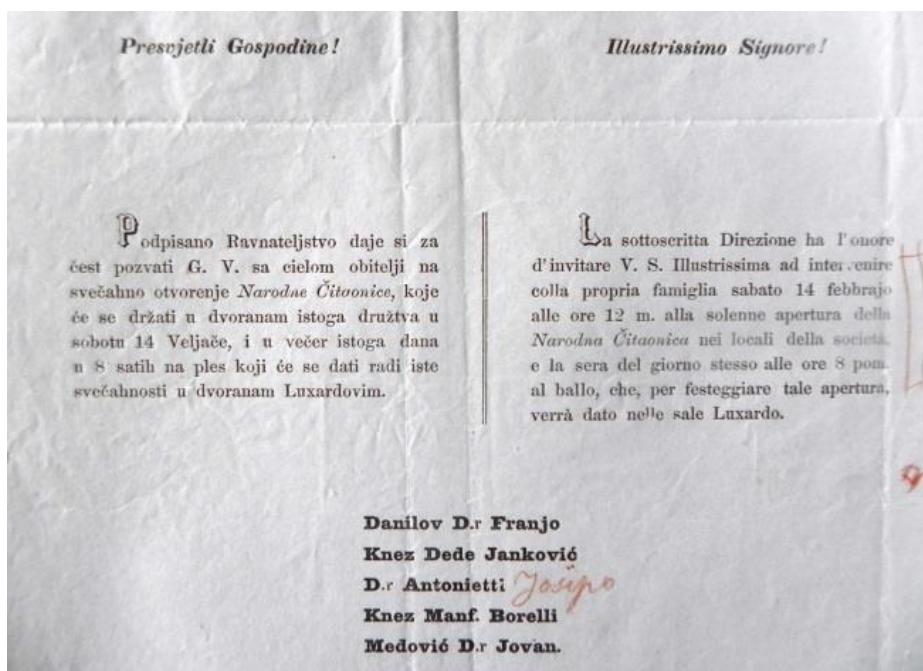 Presvjetli Gospodine!
Podpisano Ravnateljstvo daje si za
čest pozvati G. V. sa cielom obitelji na
svečahno otvorenje Narodne Čitaonice, koje
će se držati u dvoranam istoga družtva u
sobotu 14 Veljače, i u večer istoga dana
u 8 satih na ples koji će se dati radi iste
svečahnosti u dvoranam Luxardovim.
Illustrissimo Signore!
La sottoscritta Direzione ha l'onore
d'invitare V. S. Illustrissima ad intervenire
colla propria famiglia sabato 14 febbrajo
alle ore 12 m. alla solenne apertura della
Narodna Čitaonica nei locali della società,
e la sera del giorno stesso alle ore 8 pom.
al ballo, che, per festeggiare tale apertura,
verrà dato nelle sale Luxardo.
Danilov D.r Franjo
Knez Dede Janković
D.r Antonietti Josipo
Knez Manf. Borelli
Medović D.r Jovan.